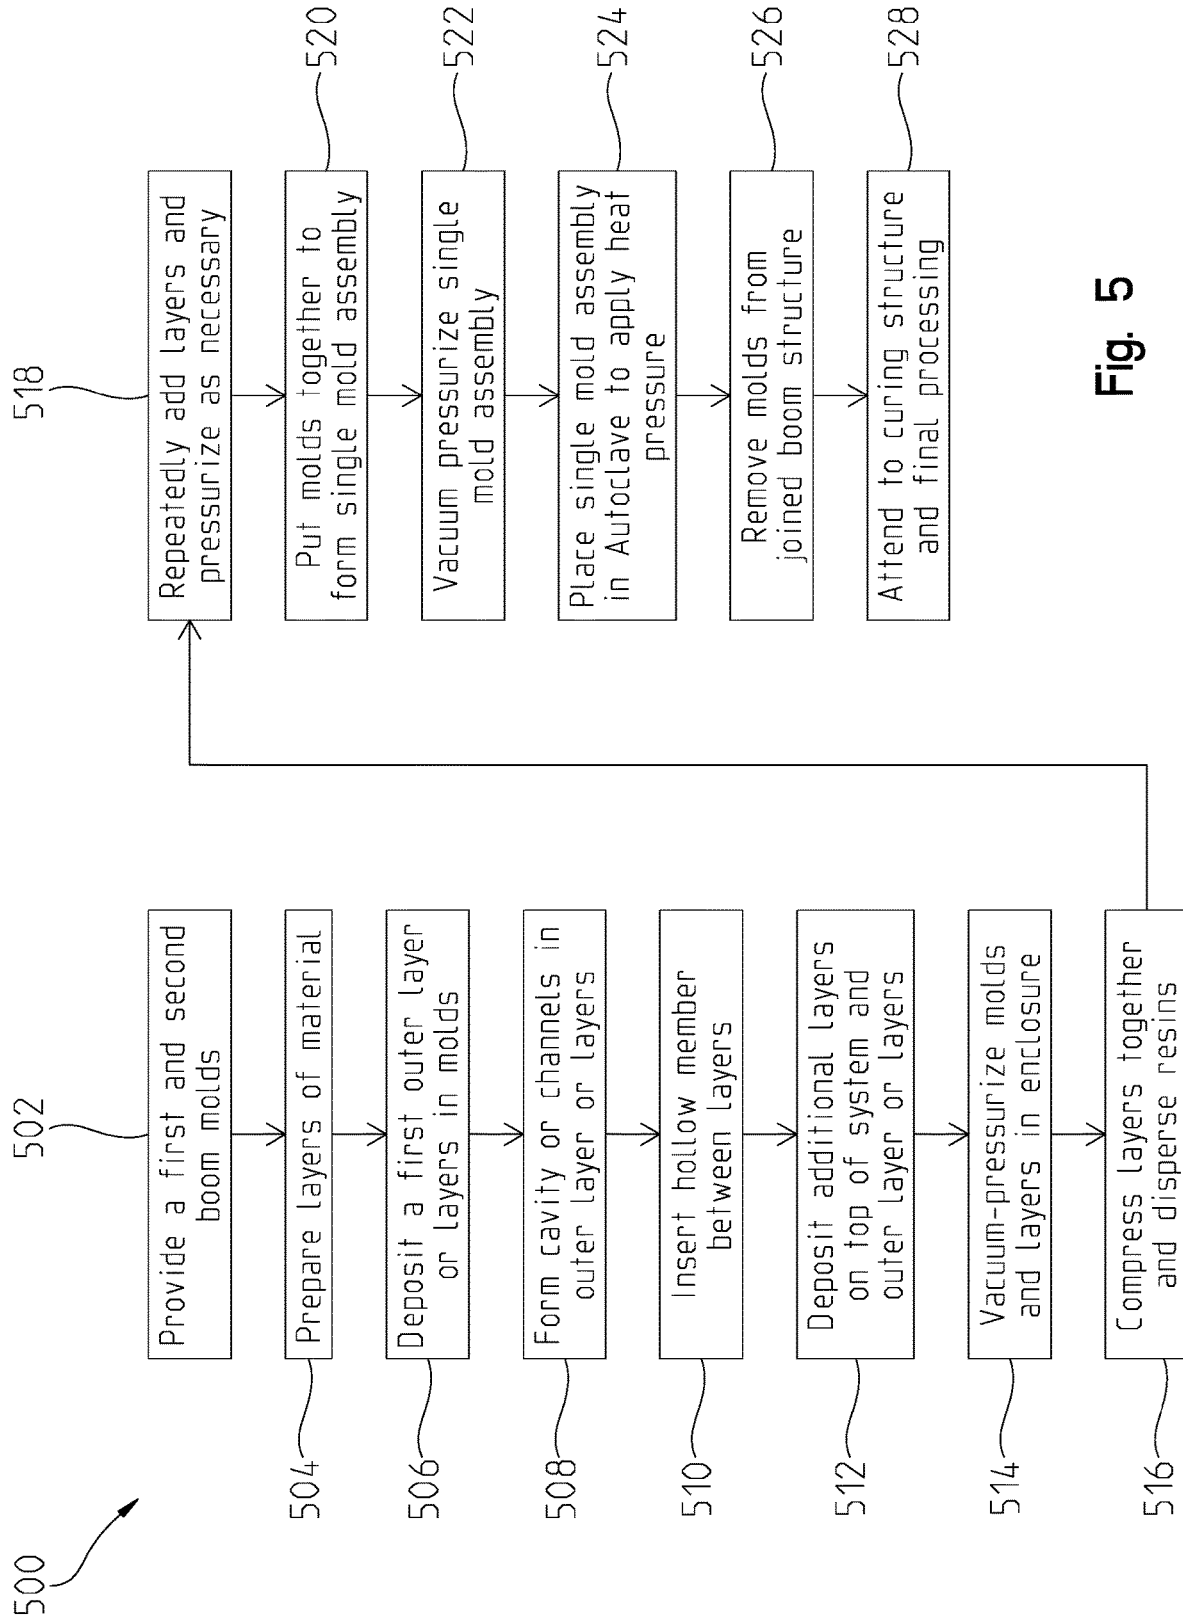 500
502
Provide a first and second
boom molds
504
Prepare layers of material
506
Deposit a first outer layer
or layers in molds
508
Form cavity or channels in
outer layer or layers
510
Insert hollow member
between layers
512
Deposit additional layers
on top of system and
outer layer or layers
514
Vacuum-pressurize molds
and layers in enclosure
516
Compress layers together
and disperse resins
518
Repeatedly add layers and
pressurize as necessary
520
Put molds together to
form single mold assembly
522
Vacuum pressurize single
mold assembly
524
Place single mold assembly
in Autoclave to apply heat
pressure
526
Remove molds from
joined boom structure
528
Attend to curing structure
and final processing
Fig. 5